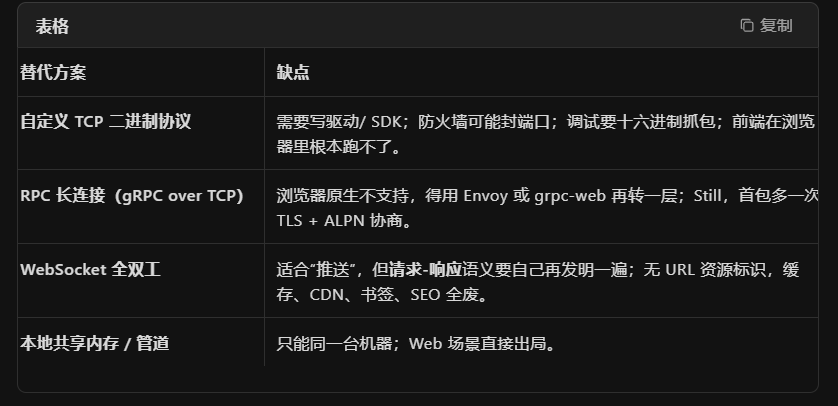 表格
复制
替代方案 缺点
自定义 TCP 二进制协议 需要写驱动/ SDK；防火墙可能封端口；调试要十六进制抓包；前端在浏览
器里根本跑不了。
RPC 长连接（gRPC over TCP） 浏览器原生不支持，得用 Envoy 或 grpc-web 再转一层；Still，首包多一次
TLS + ALPN 协商。
WebSocket 全双工 适合“推送”，但请求-响应语义要自己再发明一遍；无 URL 资源标识，缓
存、CDN、书签、SEO 全废。
本地共享内存 / 管道 只能同一台机器；Web 场景直接出局。